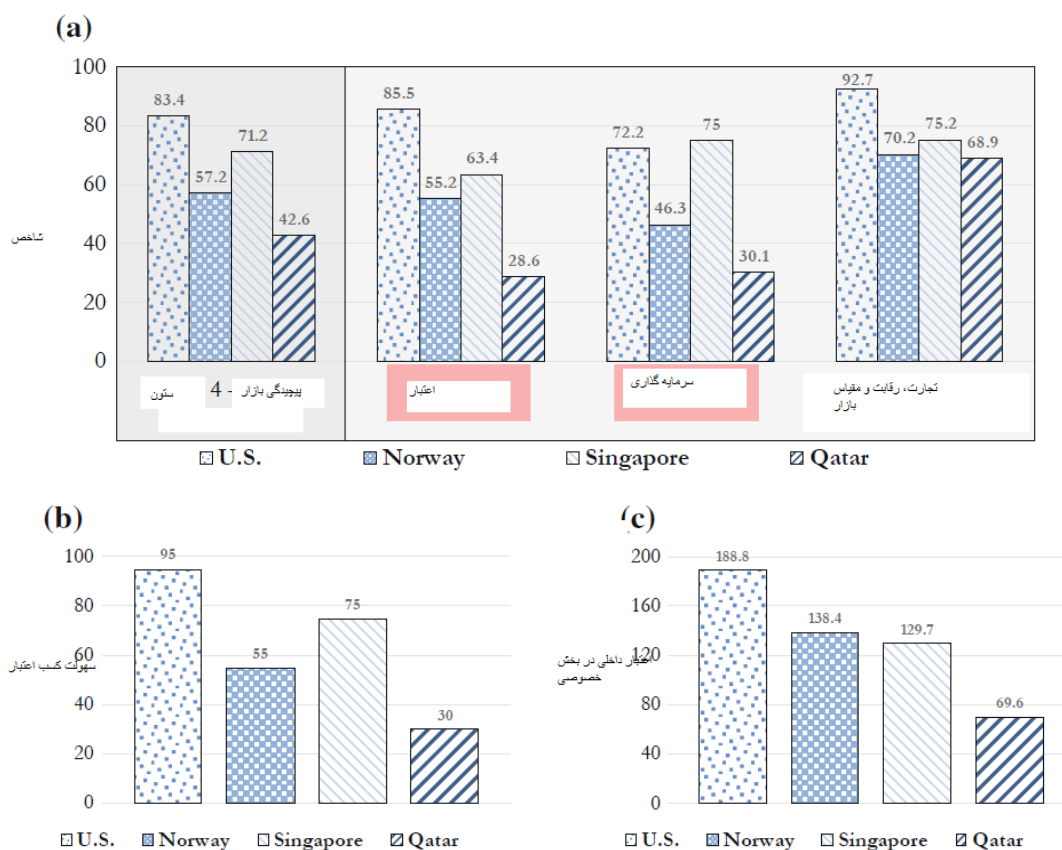 (a)
100
80
60
40
20
0
شاخص
83.4
57.2
71.2
42.6
85.5
55.2
63.4
28.6
72.2
46.3
75
30.1
92.7
70.2
75.2
68.9
ستون 4 - پیچیدگی بازار
اعتبار
سرمایه گذاری
تجارت، رقابت و مقیاس
بازار
U.S. Norway Singapore Qatar
(b)
100
80
60
40
20
0
سهولت کسب اعتبار
95
55
75
30
U.S. Norway Singapore Qatar
(c)
200
160
120
80
40
0
اعتبار داخلی در بخش
خصوصی
188.8
138.4
129.7
69.6
U.S. Norway Singapore Qatar